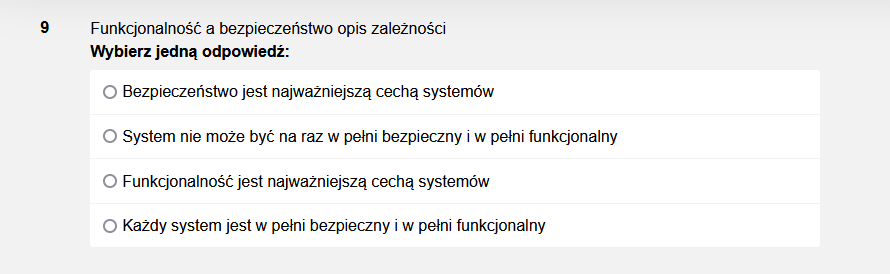 9 Funkcjonalność a bezpieczeństwo opis zależności
Wybierz jedną odpowiedź:
Bezpieczeństwo jest najważniejszą cechą systemów
System nie może być na raz w pełni bezpieczny i w pełni funkcjonalny
Funkcjonalność jest najważniejszą cechą systemów
Każdy system jest w pełni bezpieczny i w pełni funkcjonalny